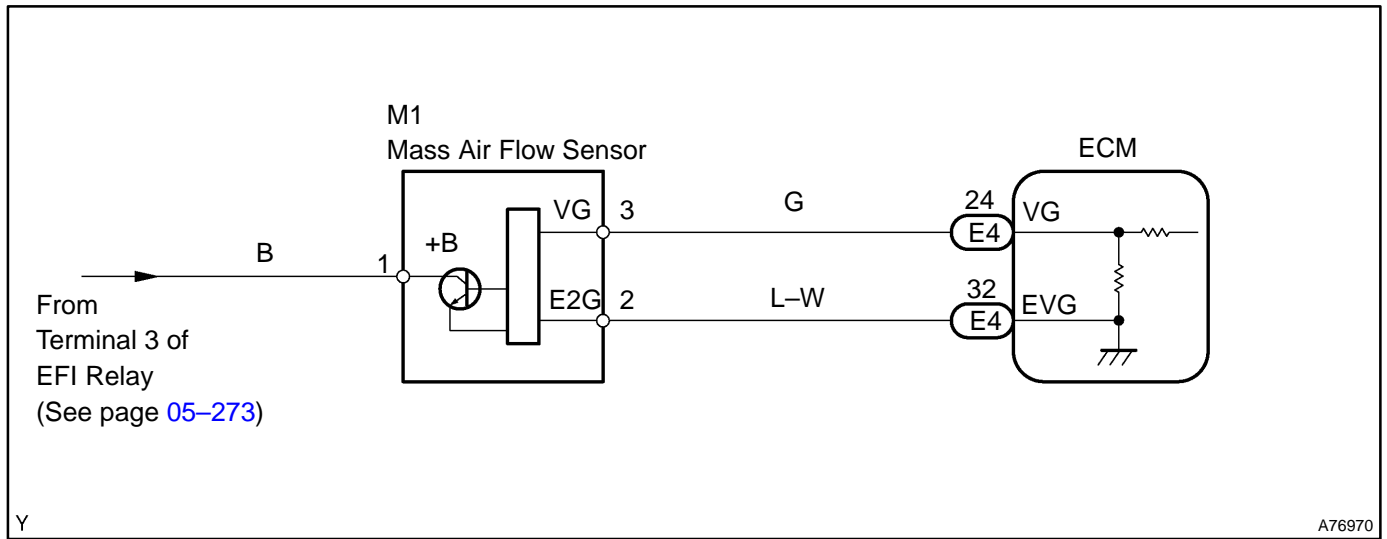 M1
Mass Air Flow Sensor
ECM
VG
3
G
24
E4
VG
+B
B
1
E2G
2
L–W
32
E4
EVG
From
Terminal 3 of
EFI Relay
(See page 05–273)
Y
A76970